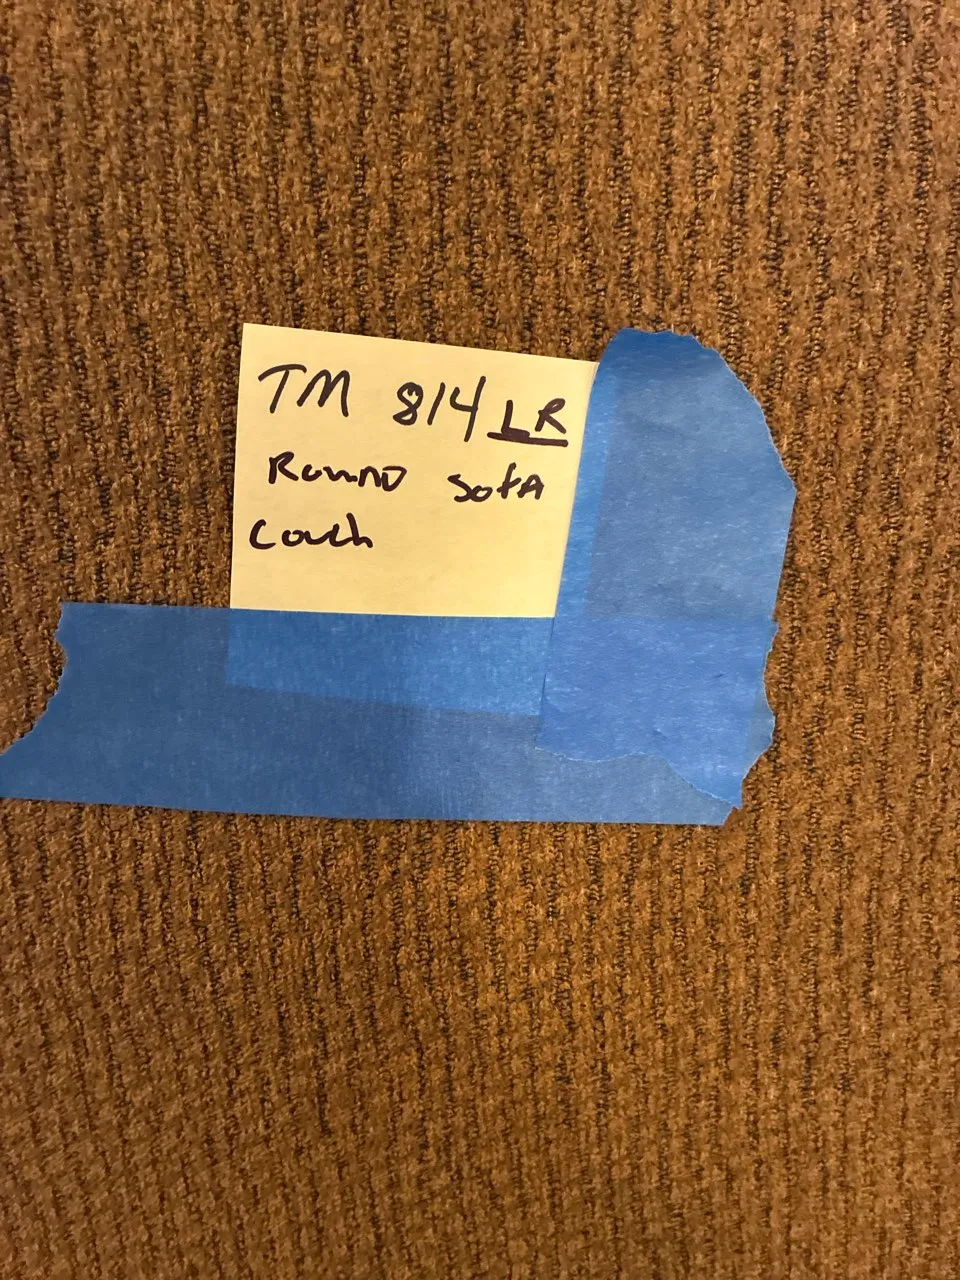 TM 814 LR
ROUND SOFA
Couch